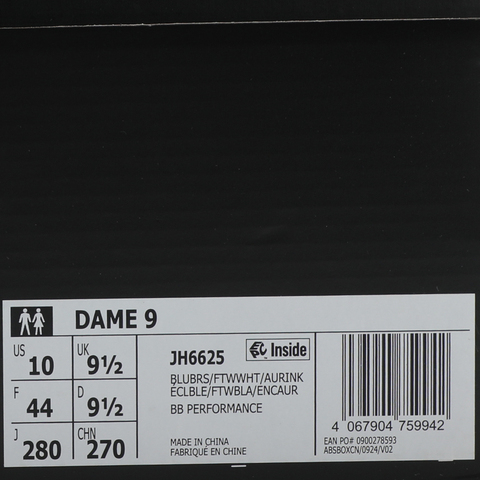 DAME 9
US 10 UK 9½
F 44 D 9½
J 280 CHN 270
JH6625
Inside
BLUBRS/FTWWHT/AURINK
ÉCLBLE/FTWBLA/ENCAUR
BB PERFORMANCE
MADE IN CHINA
FABRIQUÉ EN CHINE
4 067904 759942
EAN PO# 0900278593
ABSBOXCN/0924/V02